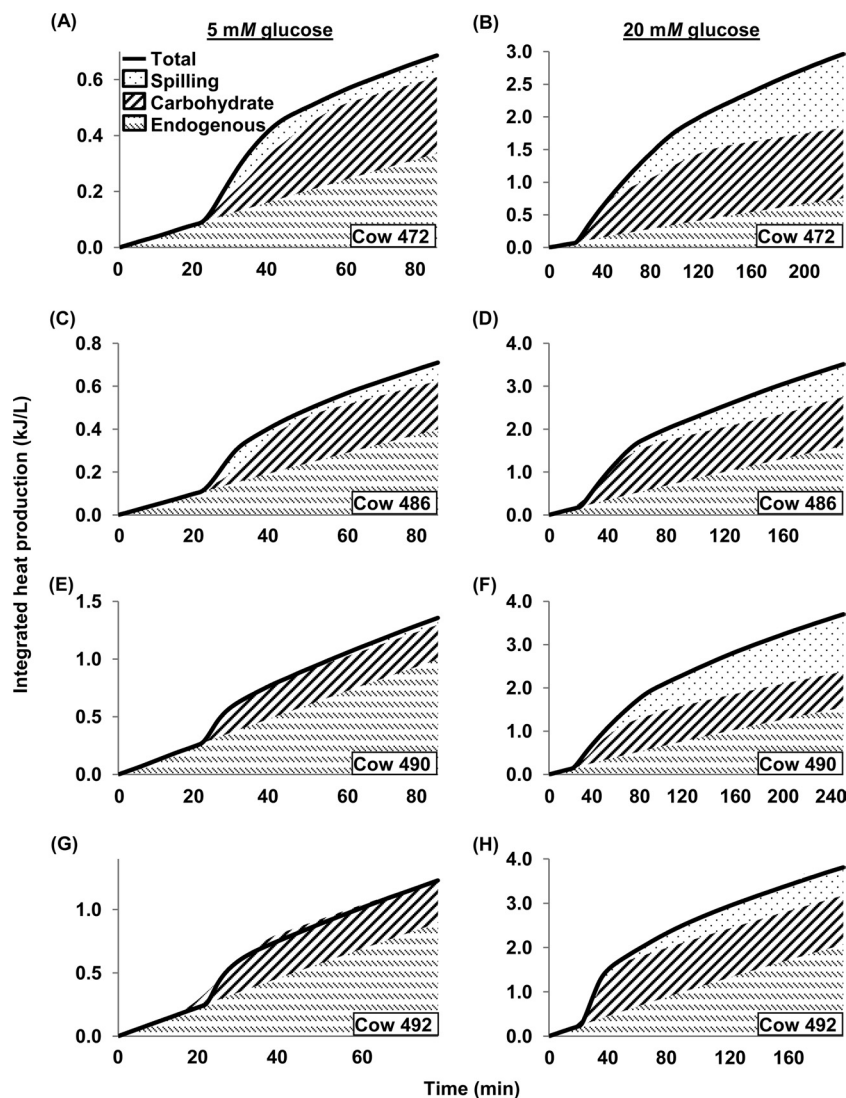 (A) 5 mM glucose
0.6
0.4
0.2
0.0
Total
Spilling
Carbohydrate
Endogenous
Cow 472
0 20 40 60 80
(B) 20 mM glucose
3.0
2.5
2.0
1.5
1.0
0.5
0.0
Cow 472
0 40 80 120 160 200
(C)
0.8
0.6
0.4
0.2
0.0
Cow 486
0 20 40 60 80
(D)
4.0
3.0
2.0
1.0
0.0
Cow 486
0 40 80 120 160
(E)
1.5
1.0
0.5
0.0
Cow 490
0 20 40 60 80
(F)
4.0
3.0
2.0
1.0
0.0
Cow 490
0 40 80 120 160 200 240
(G)
1.0
0.5
0.0
Cow 492
0 20 40 60 80
(H)
4.0
3.0
2.0
1.0
0.0
Cow 492
0 40 80 120 160
Integrated heat production (kJ/L)
Time (min)